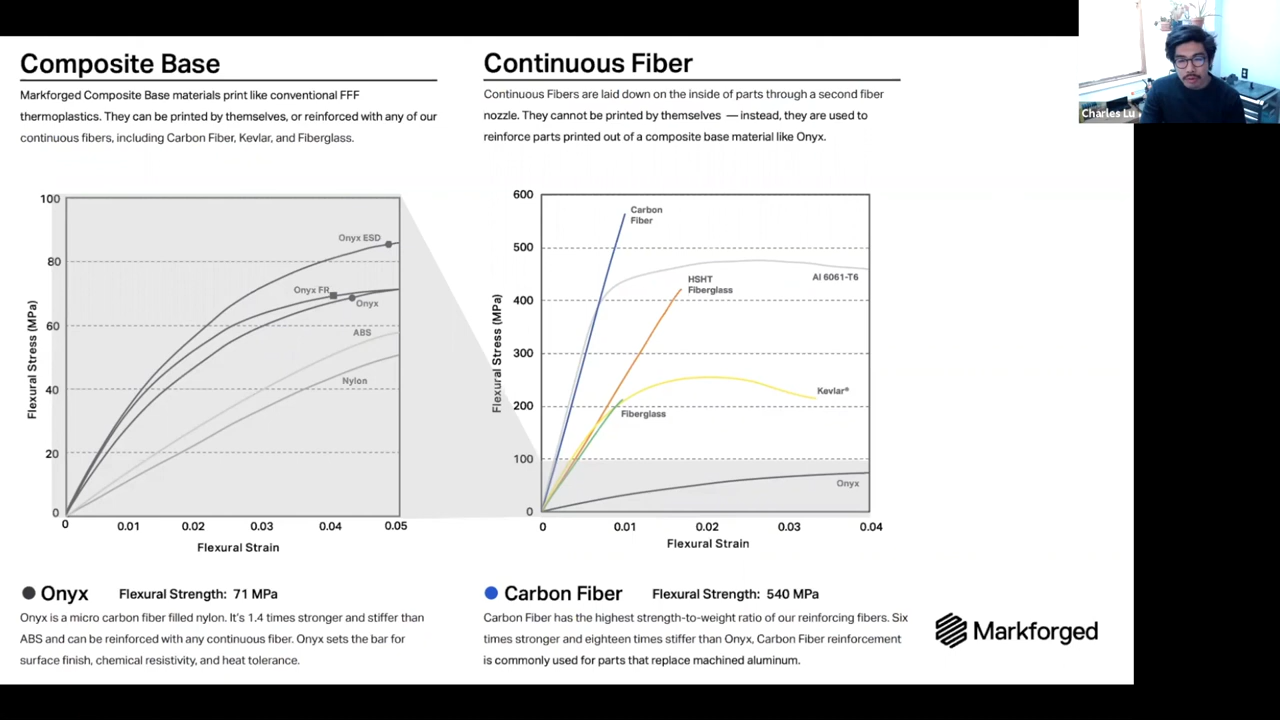 Composite Base
Markforged Composite Base materials print like conventional FFF
thermoplastics. They can be printed by themselves, or reinforced with any of our
continuous fibers, including Carbon Fiber, Kevlar, and Fiberglass.
100
80
60
40
20
0
0
0.01
0.02
0.03
0.04
0.05
Flexural Stress (MPa)
Flexural Strain
Onyx ESD
Onyx FR
Onyx
ABS
Nylon
Onyx Flexural Strength: 71 MPa
Onyx is a micro carbon fiber filled nylon. It's 1.4 times stronger and stiffer than
ABS and can be reinforced with any continuous fiber. Onyx sets the bar for
surface finish, chemical resistivity, and heat tolerance.
Continuous Fiber
Continuous Fibers are laid down on the inside of parts through a second fiber
nozzle. They cannot be printed by themselves — instead, they are used to
reinforce parts printed out of a composite base material like Onyx.
600
500
400
300
200
100
0
0
0.01
0.02
0.03
0.04
Flexural Stress (MPa)
Flexural Strain
Carbon
Fiber
HSHT
Fiberglass
Al 6061-T6
Kevlar®
Fiberglass
Onyx
Carbon Fiber Flexural Strength: 540 MPa
Carbon Fiber has the highest strength-to-weight ratio of our reinforcing fibers. Six
times stronger and eighteen times stiffer than Onyx, Carbon Fiber reinforcement
is commonly used for parts that replace machined aluminum.
Markforged
Charles Lu